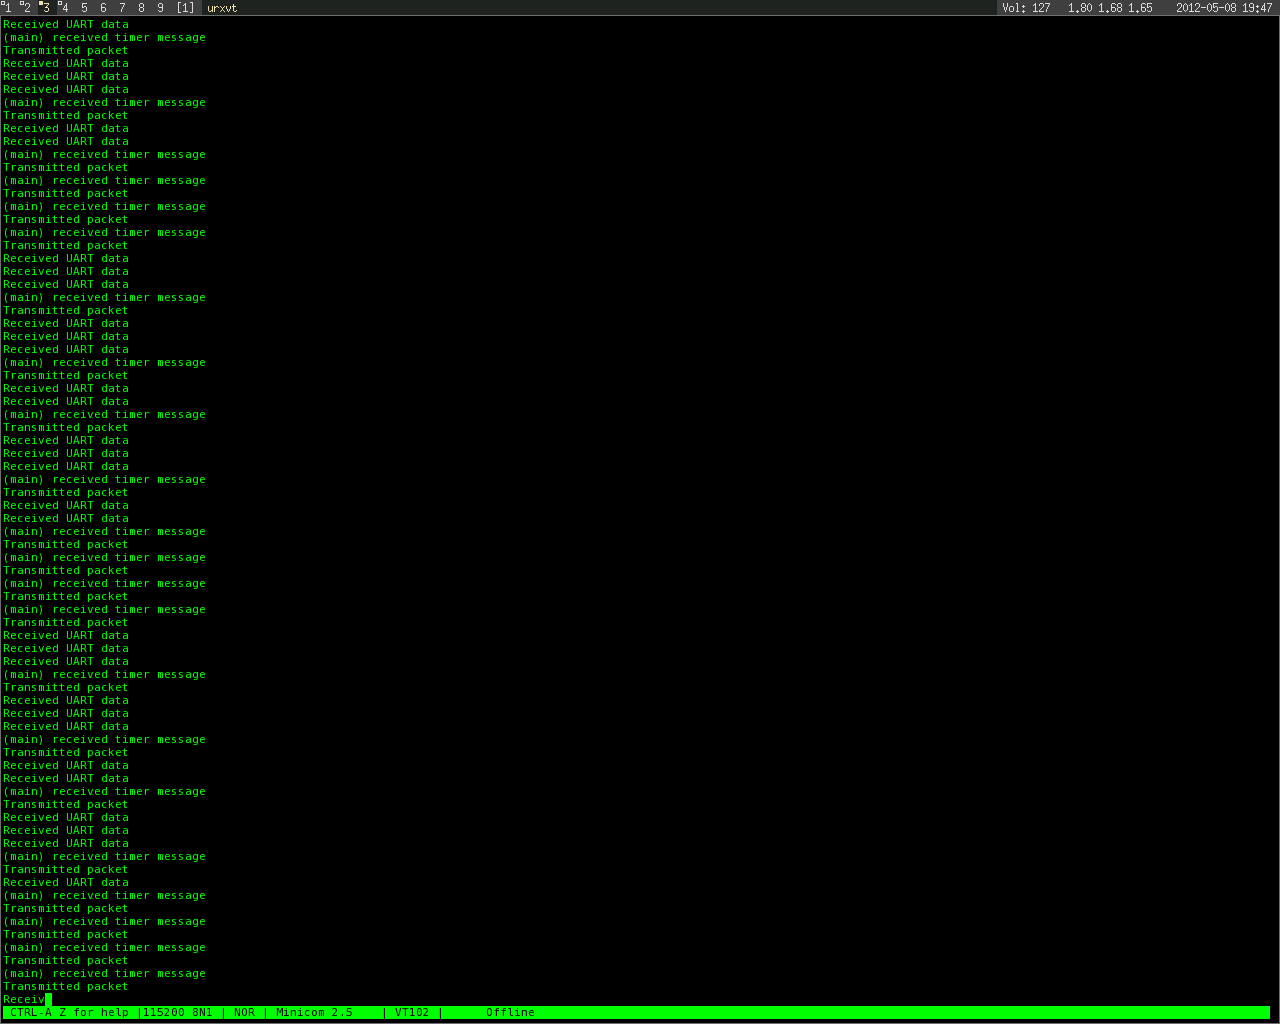 1 2 3 4 5 6 7 8 9 [1] urxvt Vol: 127 1.80 1.68 1.65 2012-05-08 19:47
Received UART data
(main) received timer message
Transmitted packet
Received UART data
Received UART data
Received UART data
(main) received timer message
Transmitted packet
Received UART data
Received UART data
(main) received timer message
Transmitted packet
(main) received timer message
Transmitted packet
(main) received timer message
Transmitted packet
(main) received timer message
Transmitted packet
Received UART data
Received UART data
Received UART data
(main) received timer message
Transmitted packet
Received UART data
Received UART data
Received UART data
(main) received timer message
Transmitted packet
Received UART data
Received UART data
(main) received timer message
Transmitted packet
Received UART data
Received UART data
Received UART data
(main) received timer message
Transmitted packet
Received UART data
Received UART data
(main) received timer message
Transmitted packet
(main) received timer message
Transmitted packet
(main) received timer message
Transmitted packet
(main) received timer message
Transmitted packet
Received UART data
Received UART data
Received UART data
(main) received timer message
Transmitted packet
Received UART data
Received UART data
Received UART data
(main) received timer message
Transmitted packet
Received UART data
Received UART data
(main) received timer message
Transmitted packet
Received UART data
Received UART data
Received UART data
(main) received timer message
Transmitted packet
Received UART data
(main) received timer message
Transmitted packet
(main) received timer message
Transmitted packet
(main) received timer message
Transmitted packet
(main) received timer message
Transmitted packet
Receiv
CTRL-A Z for help |115200 8N1 | NOR | Minicom 2.5 | VT102 | Offline